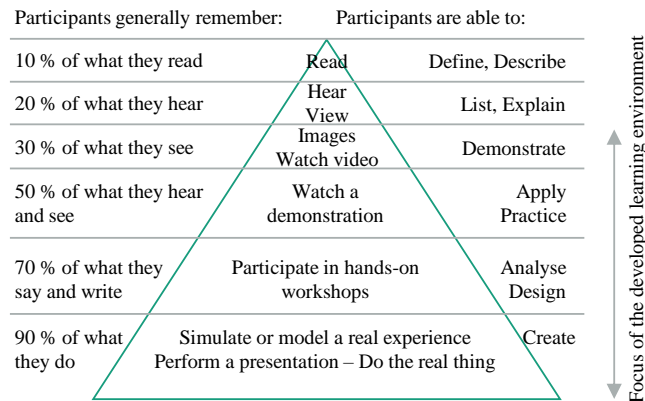 Participants generally remember: Participants are able to:
10 % of what they read Read Define, Describe
20 % of what they hear Hear List, Explain
View
30 % of what they see Images Demonstrate
Watch video
50 % of what they hear Watch a Apply
and see demonstration Practice
70 % of what they Participate in hands-on Analyse
say and write workshops Design
90 % of what Simulate or model a real experience Create
they do Perform a presentation – Do the real thing
Focus of the developed learning environment